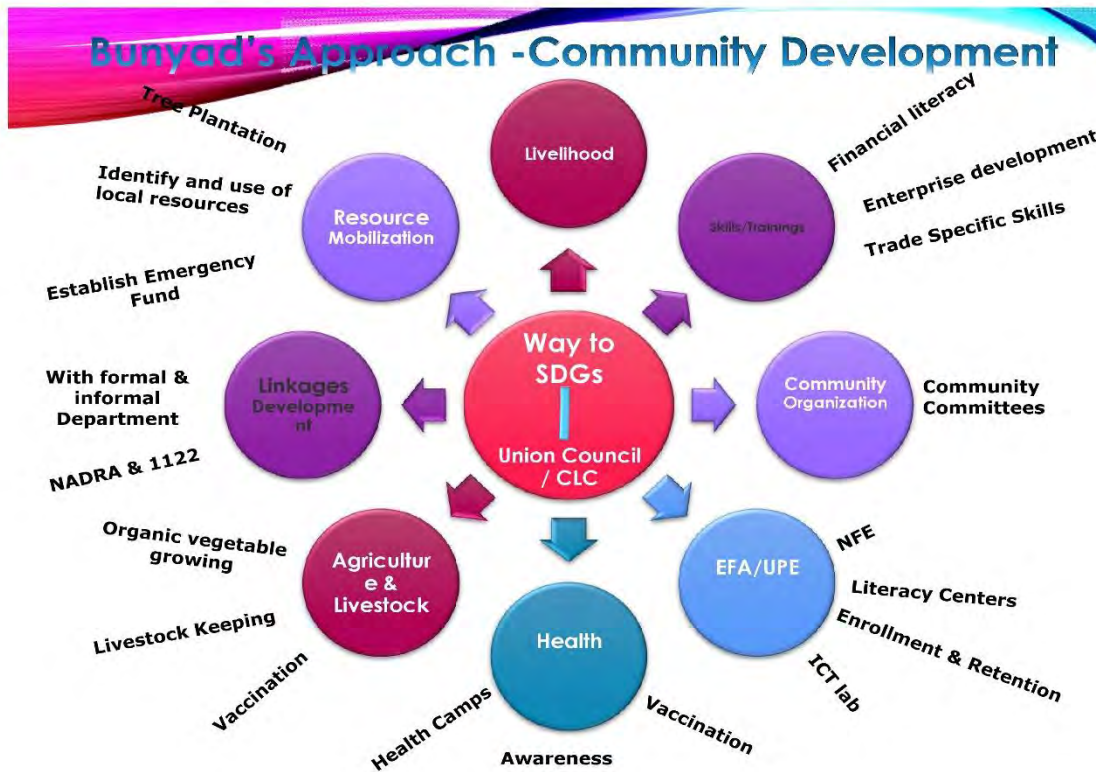 Bunyad's Approach -Community Development
Tree Plantation
Identify and use of
local resources
Establish Emergency
Fund
Resource
Mobilization
Livelihood
Skills/Trainings
Financial literacy
Enterprise development
Trade Specific Skills
With formal &
informal
Department
NADRA & 1122
Linkages
Developme
nt
Way to
SDGs
Union Council
/ CLC
Community
Organization
Community
Committees
Organic vegetable
growing
Livestock Keeping
Vaccination
Agricultur
e &
Livestock
Health
Health Camps
Awareness
Vaccination
EFA/UPE
NFE
Literacy Centers
Enrollment & Retention
ICT lab